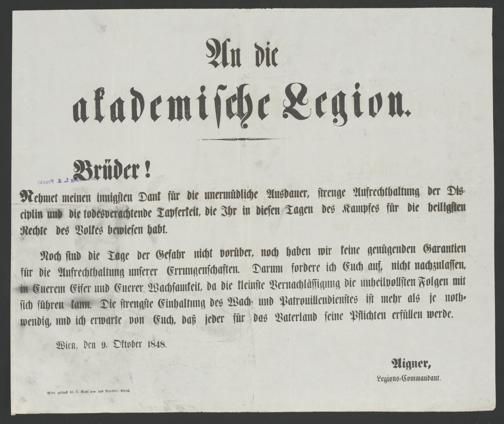 An die
akademische Legion.
Brüder!
Nehmet meinen innigsten Dank für die unermüdliche Ausdauer, strenge Aufrechthaltung der Dis
ciplin und die todesverachtende Tapferkeit, die Ihr in diesen Tagen des Kampfes für die heiligsten
Rechte des Volkes bewiesen habt.
Noch sind die Tage der Gefahr nicht vorüber, noch haben wir keine genügenden Garantien
für die Aufrechthaltung unserer Errungenschaften. Darum fordere ich Euch auf, nicht nachzulassen,
in Euerem Eifer und Eurer Wachsamkeit, da die kleinste Vernachlässigung die unheilvollsten Folgen mit
sich führen kann. Die strengste Einhaltung des Wach- und Patrouillendienstes ist mehr als je noth-
wendig, und ich erwarte von Euch, daß jeder für das Vaterland seine Pflichten erfüllen werde.
Wien, den 9. Oktober 1848.
Aigner,
Legions-Commandant.